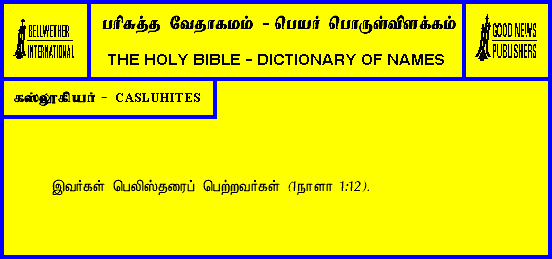 BELLWETHER
INTERNATIONAL
பரிசுத்த வேதாகமம் - பெயர் பொருள்விளக்கம்
THE HOLY BIBLE - DICTIONARY OF NAMES
GOOD NEWS
PUBLISHERS
கஸ்லூகியர் - CASLUHITES
இவர்கள் பெலிஸ்தரைப் பெற்றவர்கள் (1நாளா 1:12).